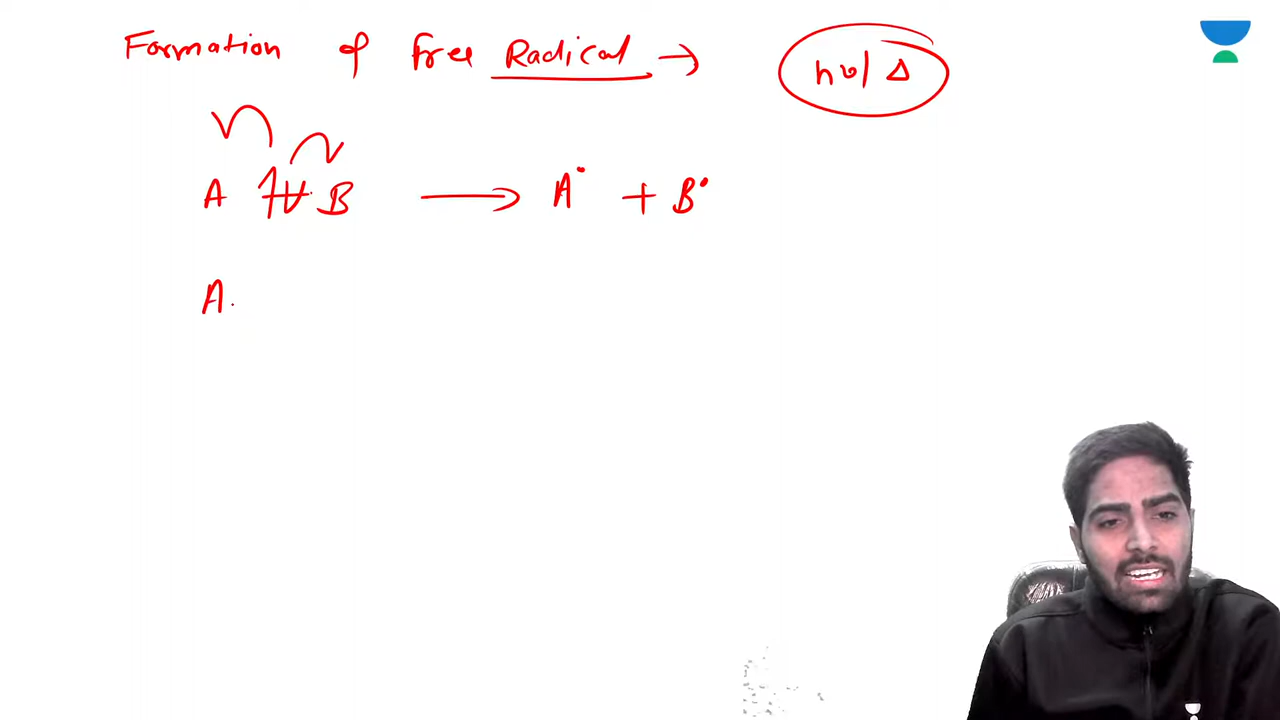 Formation of free Radical → hν/Δ
A ↿⇂ B ⟶ A• + B•
A.